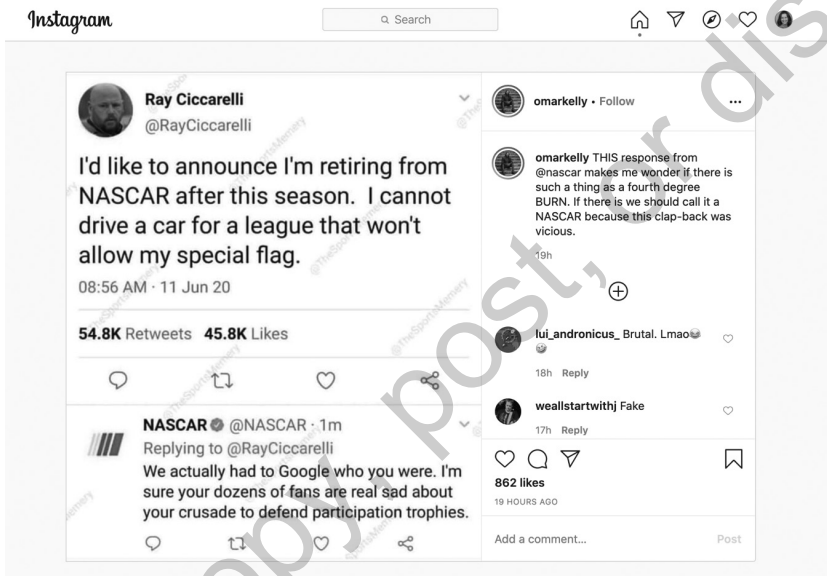 Instagram
Search
Ray Ciccarelli
@RayCiccarelli
I'd like to announce I'm retiring from
NASCAR after this season. I cannot
drive a car for a league that won't
allow my special flag.
08:56 AM · 11 Jun 20
54.8K Retweets 45.8K Likes
NASCAR @NASCAR · 1m
Replying to @RayCiccarelli
We actually had to Google who you were. I'm
sure your dozens of fans are real sad about
your crusade to defend participation trophies.
omarkelly • Follow
omarkelly THIS response from
@nascar makes me wonder if there is
such a thing as a fourth degree
BURN. If there is we should call it a
NASCAR because this clap-back was
vicious.
19h
lui_andronicus_ Brutal. Lmao😂
🤣
18h Reply
weallstartwithj Fake
17h Reply
862 likes
19 HOURS AGO
Add a comment... Post
@TheSportsMemery
copy, post, or dis